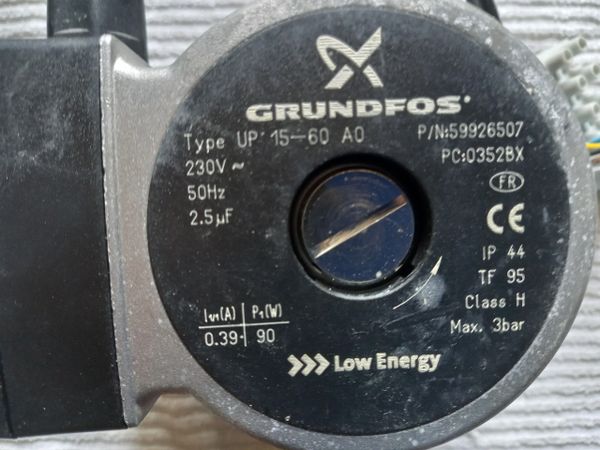 GRUNDFOS
Type UP 15-60 AO
P/N:59926507
230V ~
PC:0352BX
50Hz
FR
2.5µF
CE
IP 44
TF 95
Class H
Max. 3bar
I1/1(A) P1(W)
0.39 90
>>> Low Energy